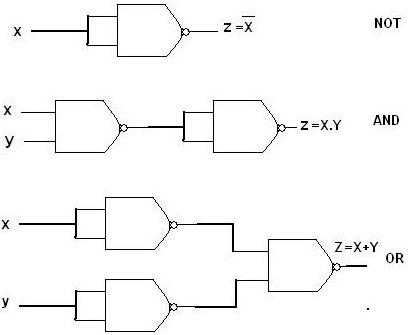 x z = X̅ NOT
x
y z=X.Y AND
x
Z=X+Y OR
y